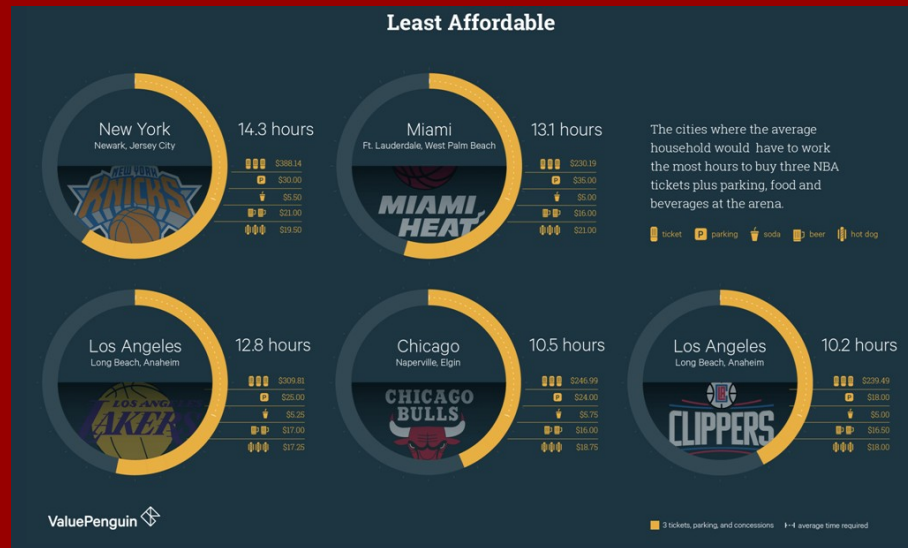 Least Affordable
New York
Newark, Jersey City
14.3 hours
$388.14
P $30.00
$5.50
$21.00
$19.50
NEW YORK
KNICKS
Miami
Ft. Lauderdale, West Palm Beach
13.1 hours
$230.19
P $35.00
$5.00
$16.00
$21.00
MIAMI
HEAT
The cities where the average
household would have to work
the most hours to buy three NBA
tickets plus parking, food and
beverages at the arena.
ticket P parking soda beer hot dog
Los Angeles
Long Beach, Anaheim
12.8 hours
$309.81
P $25.00
$5.25
$17.00
$17.25
LOS ANGELES
LAKERS
Chicago
Naperville, Elgin
10.5 hours
$246.99
P $24.00
$5.75
$16.00
$18.75
CHICAGO
BULLS
Los Angeles
Long Beach, Anaheim
10.2 hours
$239.49
P $18.00
$5.00
$16.50
$18.00
CLIPPERS
ValuePenguin
3 tickets, parking, and concessions average time required